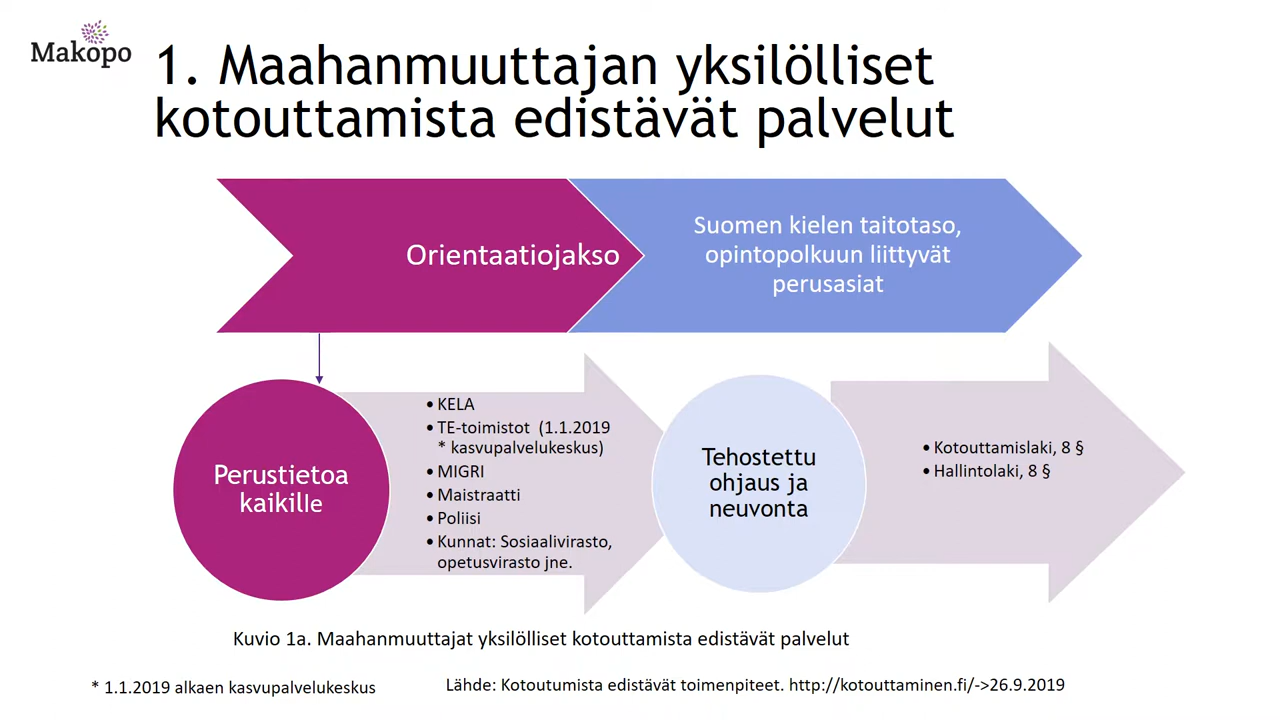 Makopo
1. Maahanmuuttajan yksilölliset
kotouttamista edistävät palvelut
Orientaatiojakso
Suomen kielen taitotaso,
opintopolkuun liittyvät
perusasiat
Perustietoa
kaikille
• KELA
• TE-toimistot (1.1.2019
* kasvupalvelukeskus)
• MIGRI
• Maistraatti
• Poliisi
• Kunnat: Sosiaalivirasto,
opetusvirasto jne.
Tehostettu
ohjaus ja
neuvonta
• Kotouttamislaki, 8 §
• Hallintolaki, 8 §
Kuvio 1a. Maahanmuuttajat yksilölliset kotouttamista edistävät palvelut
* 1.1.2019 alkaen kasvupalvelukeskus
Lähde: Kotoutumista edistävät toimenpiteet. http://kotouttaminen.fi/->26.9.2019